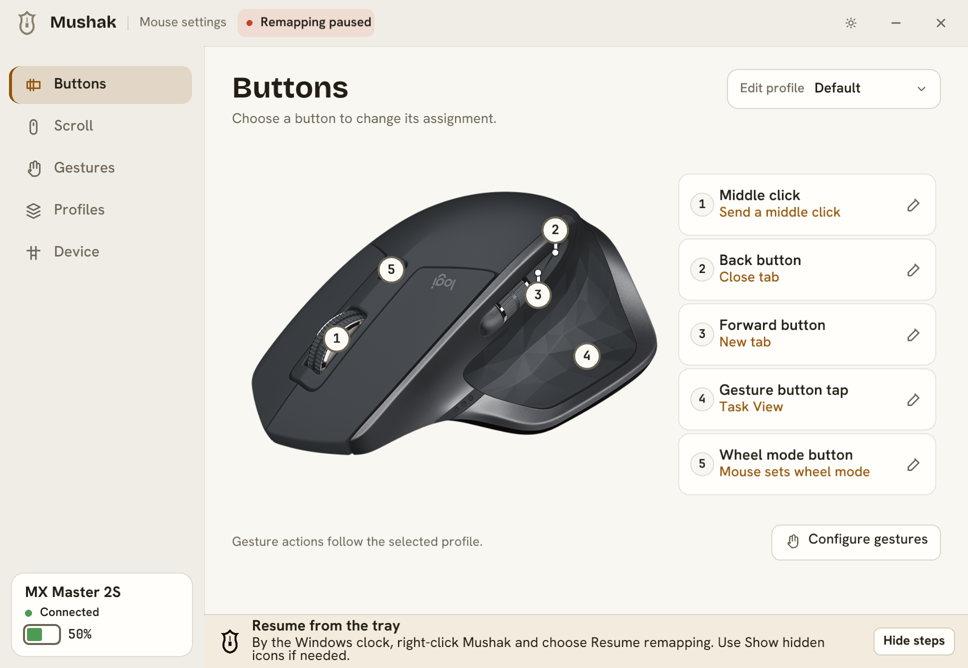 Mushak
Mouse settings
Remapping paused
Buttons
Scroll
Gestures
Profiles
Device
Buttons
Choose a button to change its assignment.
Edit profile Default
logi
1
2
3
4
5
1 Middle click
Send a middle click
2 Back button
Close tab
3 Forward button
New tab
4 Gesture button tap
Task View
5 Wheel mode button
Mouse sets wheel mode
Gesture actions follow the selected profile.
Configure gestures
MX Master 2S
Connected
50%
Resume from the tray
By the Windows clock, right-click Mushak and choose Resume remapping. Use Show hidden
icons if needed.
Hide steps